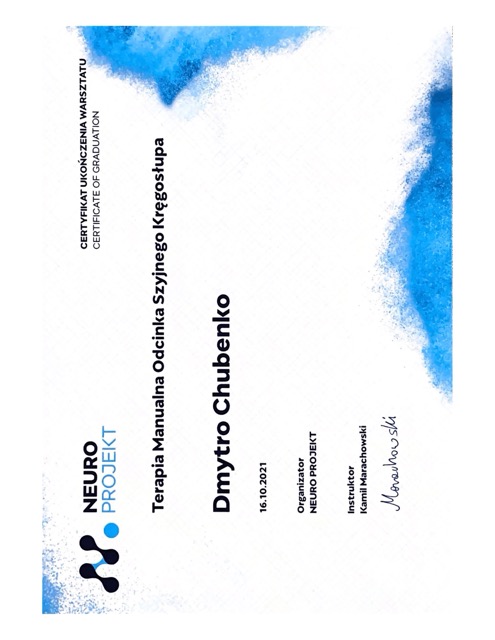 NEURO
PROJEKT
CERTYFIKAT UKOŃCZENIA WARSZTATU
CERTIFICATE OF GRADUATION
Terapia Manualna Odcinka Szyjnego Kręgosłupa
Dmytro Chubenko
16.10.2021
Organizator
NEURO PROJEKT
Instruktor
Kamil Marachowski
Marachowski